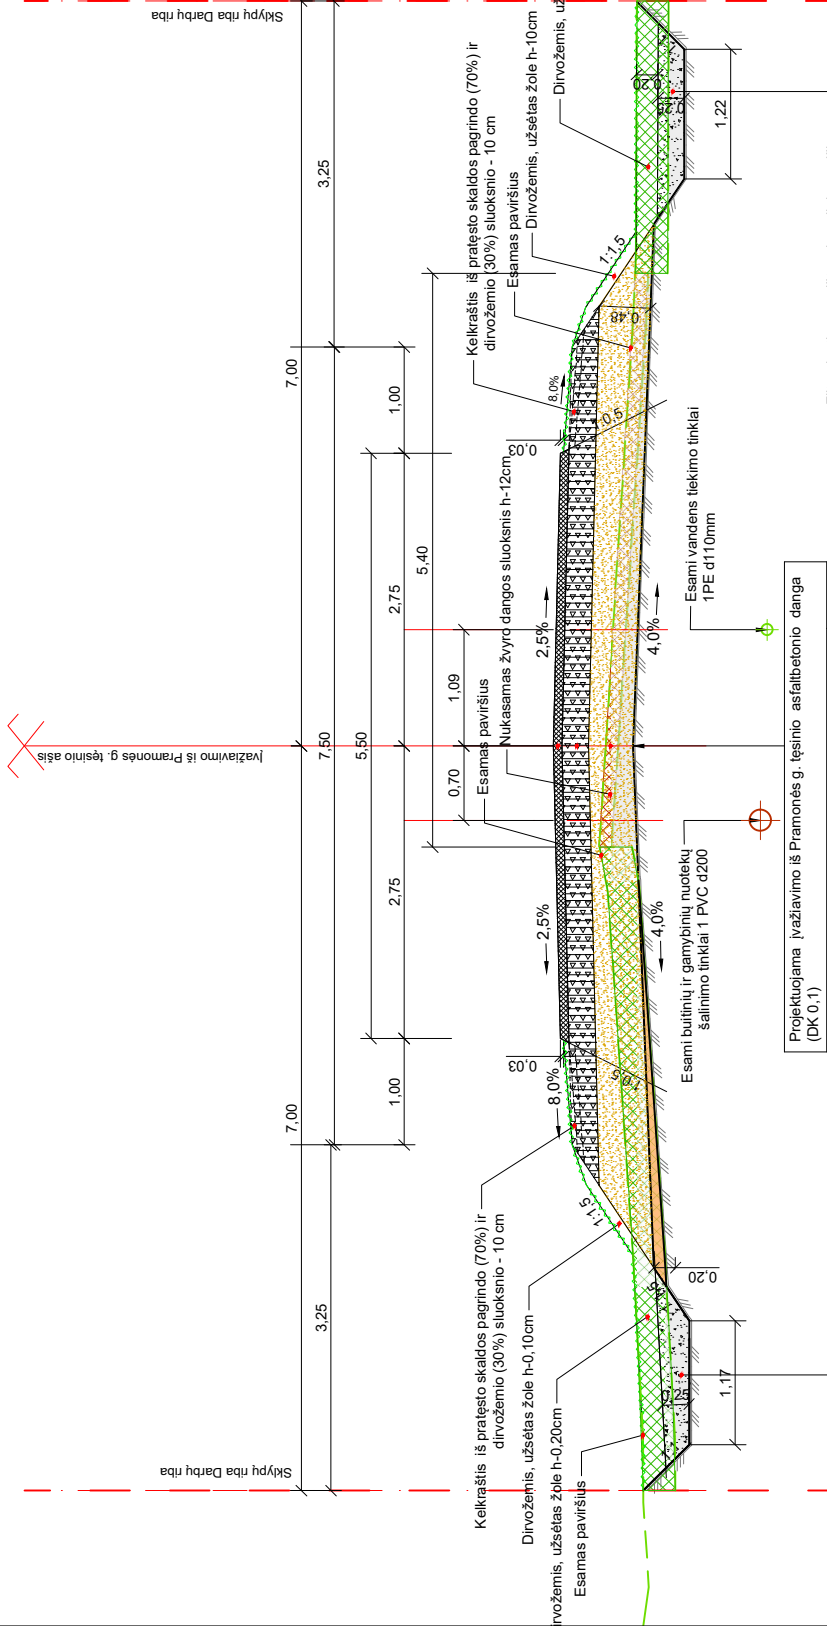 Sklypų riba Darbų riba
3,25
7,00
1,00
7,50
5,50
2,75
5,40
1,09
0,70
2,75
7,00
1,00
3,25
Sklypų riba Darbų riba
Įvažiavimo iš Pramonės g. tęsinio ašis
Kelkraštis iš pratęsto skaldos pagrindo (70%) ir
dirvožemio (30%) sluoksnio - 10 cm
Esamas paviršius
Dirvožemis, užsėtas žole h-10cm
Dirvožemis, už
0,20
0,25
1,22
1:1,5
0,48
8,0%
0,03
:0,5
Nukasamas žvyro dangos sluoksnis h-12cm
Esamas paviršius
2,5%
4,0%
2,5%
4,0%
Esami vandens tiekimo tinklai
1PE d110mm
Esami buitinių ir gamybinių nuotekų
šalinimo tinklai 1 PVC d200
Projektuojama įvažiavimo iš Pramonės g. tęsinio asfaltbetonio danga
(DK 0,1)
0,03
8,0%
1:0,5
1:1,5
0,20
0,25
1,17
Kelkraštis iš pratęsto skaldos pagrindo (70%) ir
dirvožemio (30%) sluoksnio - 10 cm
Dirvožemis, užsėtas žole h-0,10cm
irvožemis, užsėtas žole h-0,20cm
Esamas paviršius